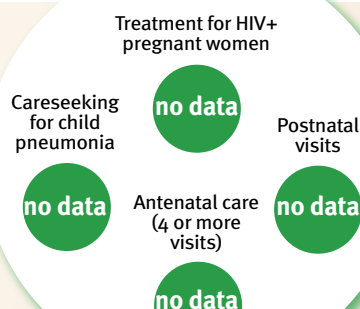 Treatment for HIV+
pregnant women
no data
Careseeking
for child
pneumonia
no data
Postnatal
visits
no data
Antenatal care
(4 or more
visits)
no data